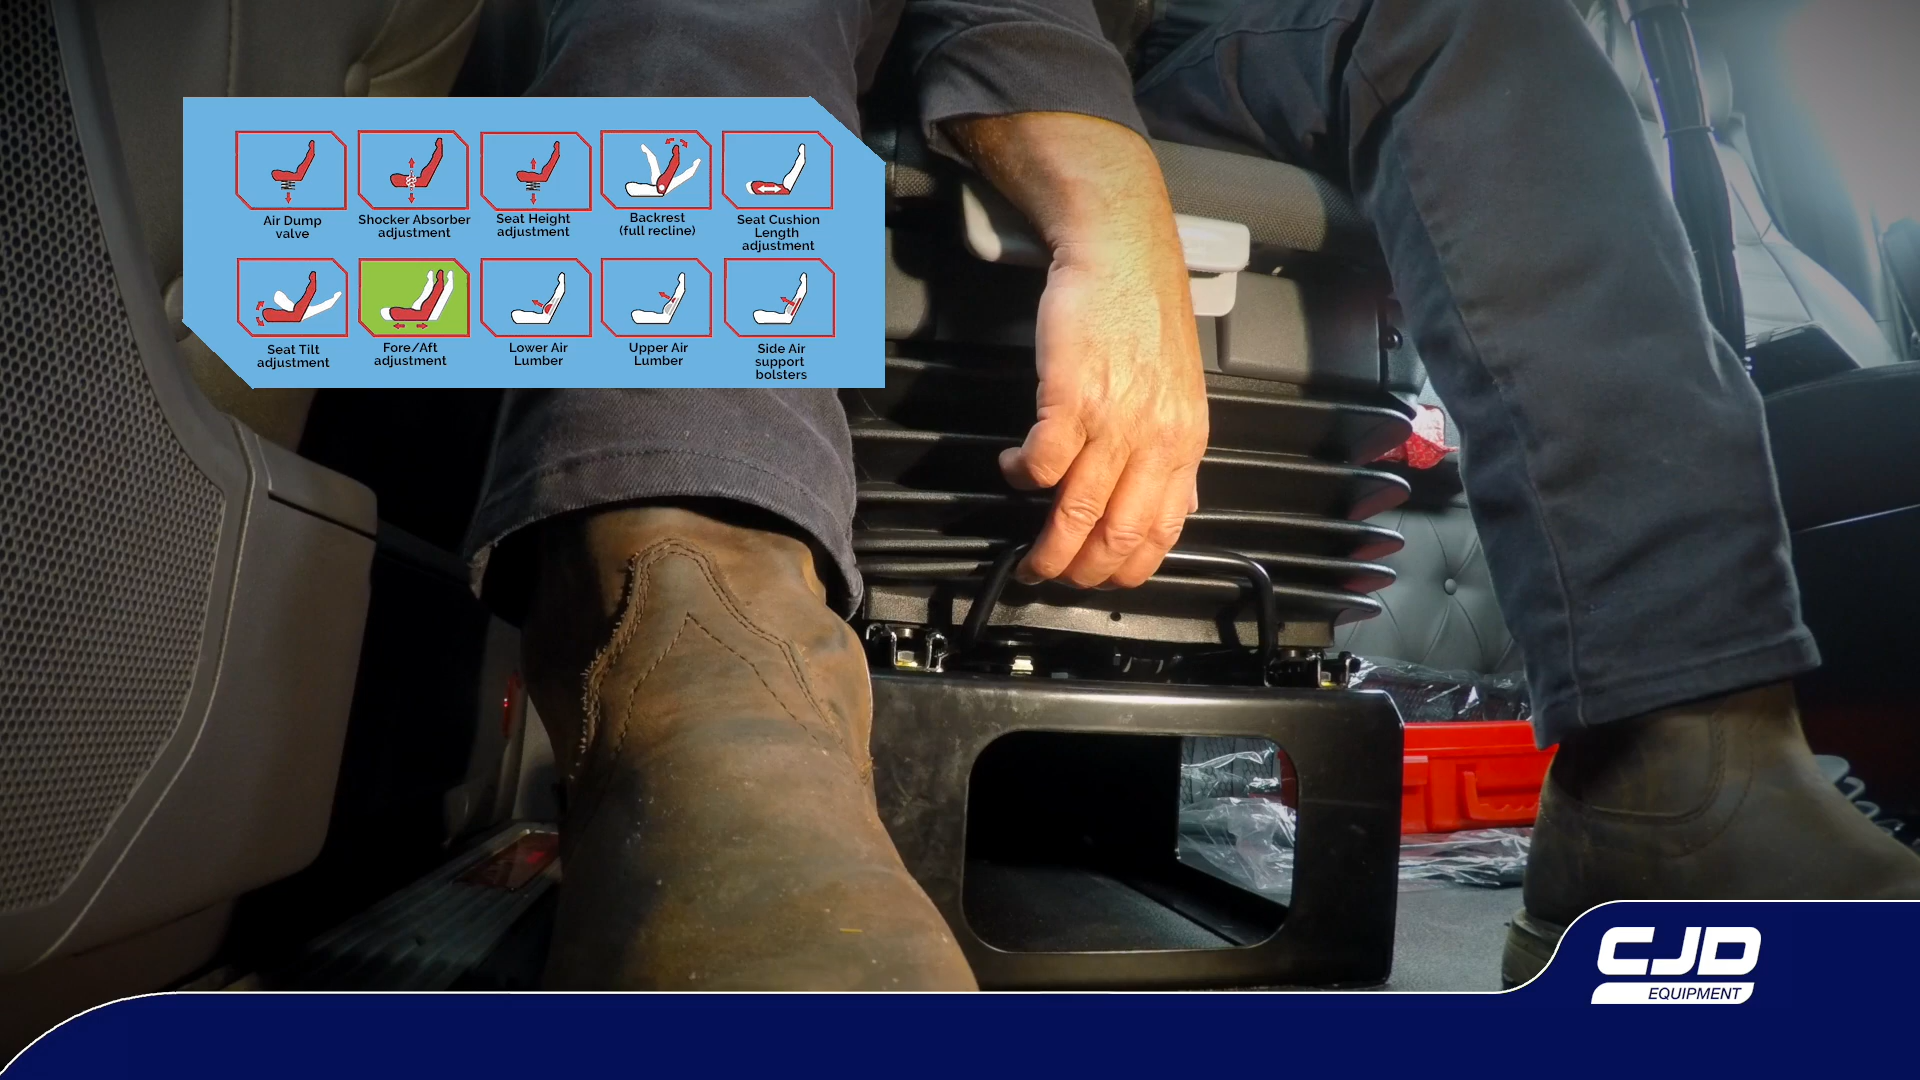 Air Dump
valve
Shocker Absorber
adjustment
Seat Height
adjustment
Backrest
(full recline)
Seat Cushion
Length
adjustment
Seat Tilt
adjustment
Fore/Aft
adjustment
Lower Air
Lumber
Upper Air
Lumber
Side Air
support
bolsters
CJD
EQUIPMENT